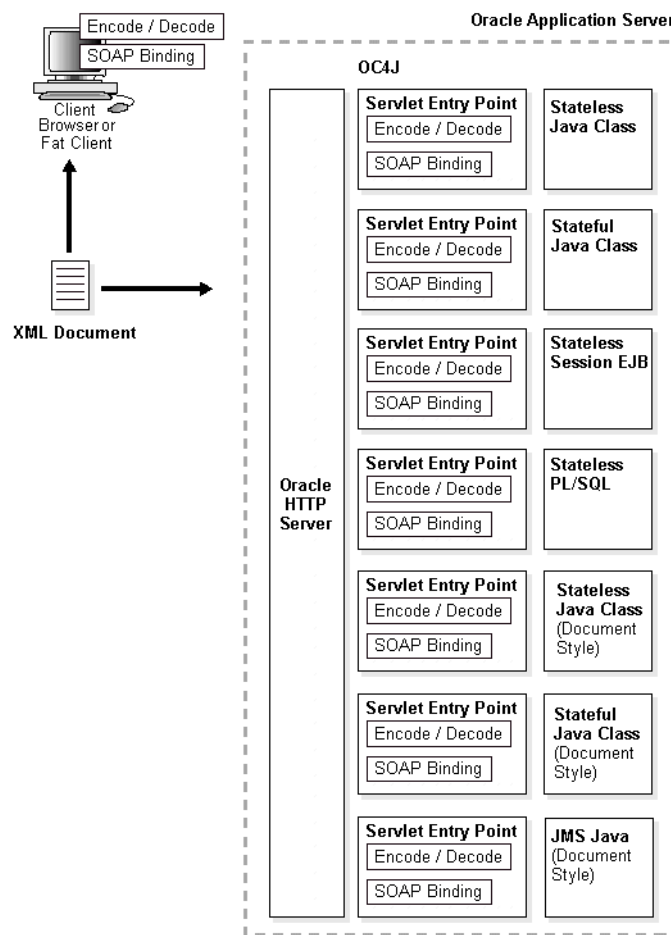 Encode / Decode
SOAP Binding
Client
Browser or
Fat Client
XML Document
Oracle Application Server
OC4J
Oracle
HTTP
Server
Servlet Entry Point
Encode / Decode
SOAP Binding
Stateless
Java Class
Servlet Entry Point
Encode / Decode
SOAP Binding
Stateful
Java Class
Servlet Entry Point
Encode / Decode
SOAP Binding
Stateless
Session EJB
Servlet Entry Point
Encode / Decode
SOAP Binding
Stateless
PL/SQL
Servlet Entry Point
Encode / Decode
SOAP Binding
Stateless
Java Class
(Document
Style)
Servlet Entry Point
Encode / Decode
SOAP Binding
Stateful
Java Class
(Document
Style)
Servlet Entry Point
Encode / Decode
SOAP Binding
JMS Java
(Document
Style)